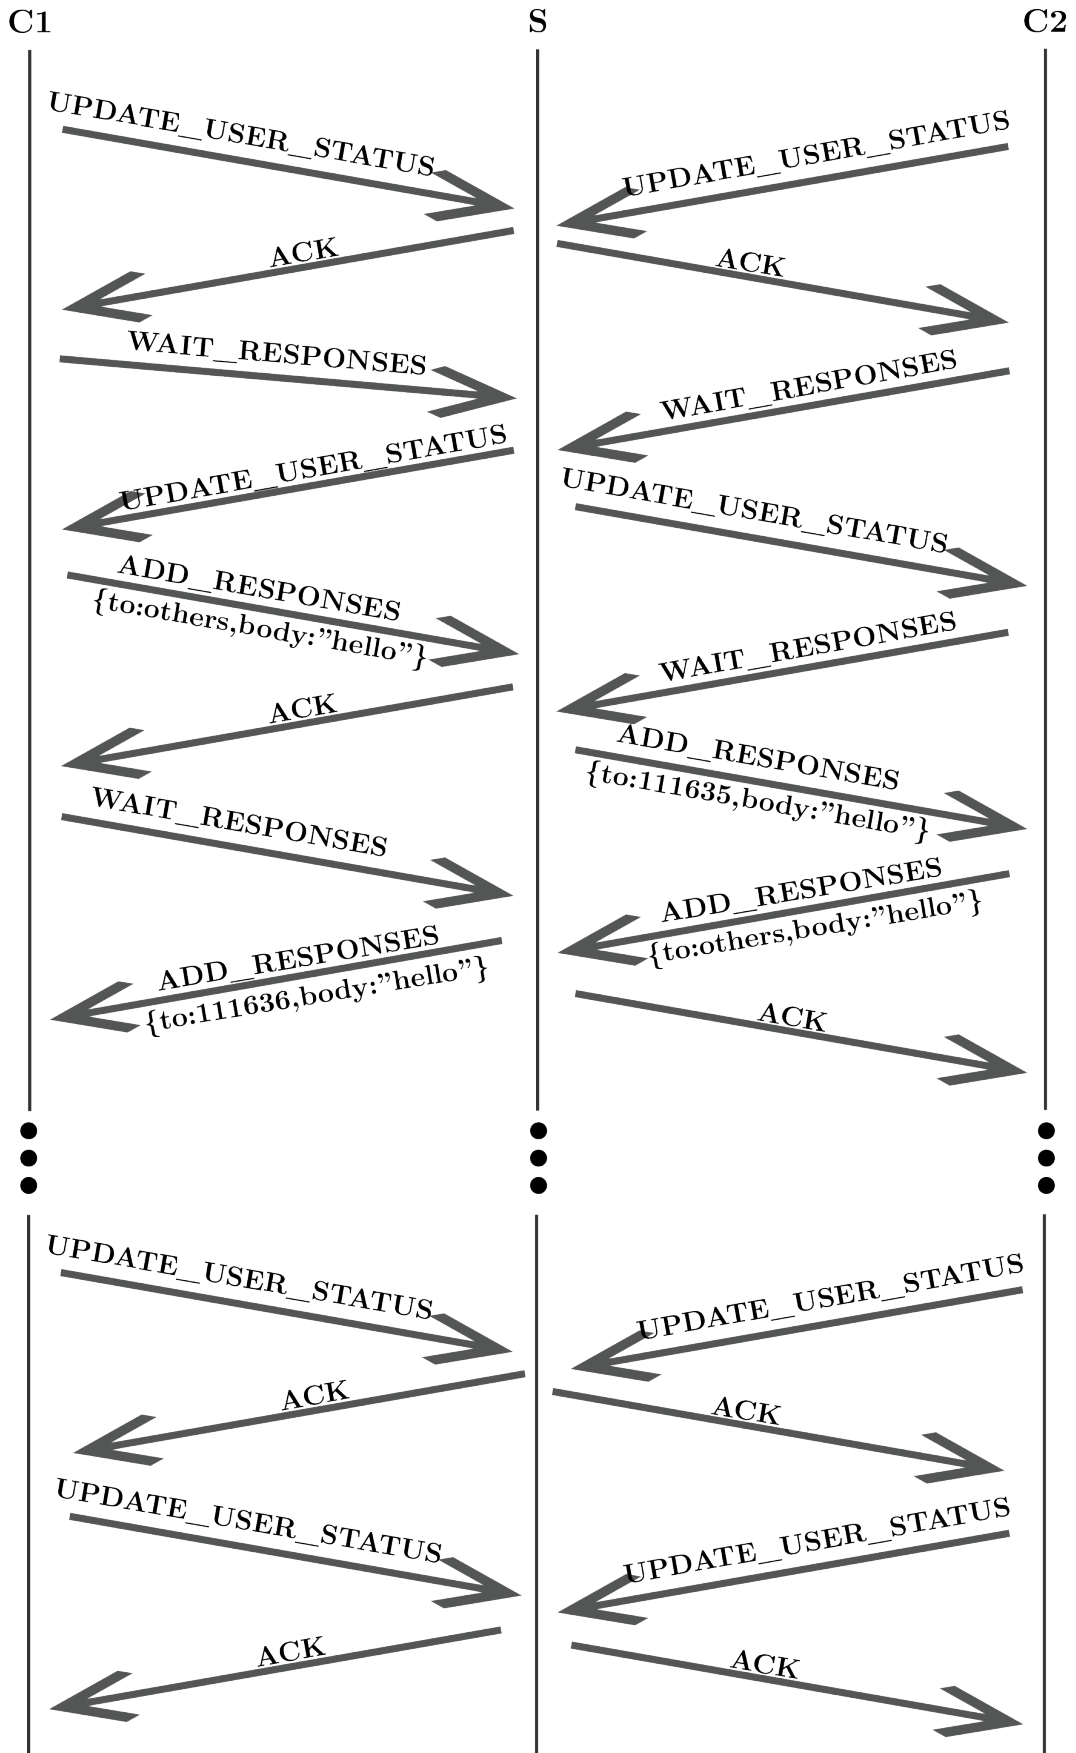 C1
S
C2
UPDATE_USER_STATUS
UPDATE_USER_STATUS
ACK
ACK
WAIT_RESPONSES
WAIT_RESPONSES
UPDATE_USER_STATUS
UPDATE_USER_STATUS
ADD_RESPONSES
{to:others,body:"hello"}
WAIT_RESPONSES
ACK
ADD_RESPONSES
{to:111635,body:"hello"}
WAIT_RESPONSES
ADD_RESPONSES
{to:others,body:"hello"}
ADD_RESPONSES
{to:111636,body:"hello"}
ACK
UPDATE_USER_STATUS
UPDATE_USER_STATUS
ACK
ACK
UPDATE_USER_STATUS
UPDATE_USER_STATUS
ACK
ACK